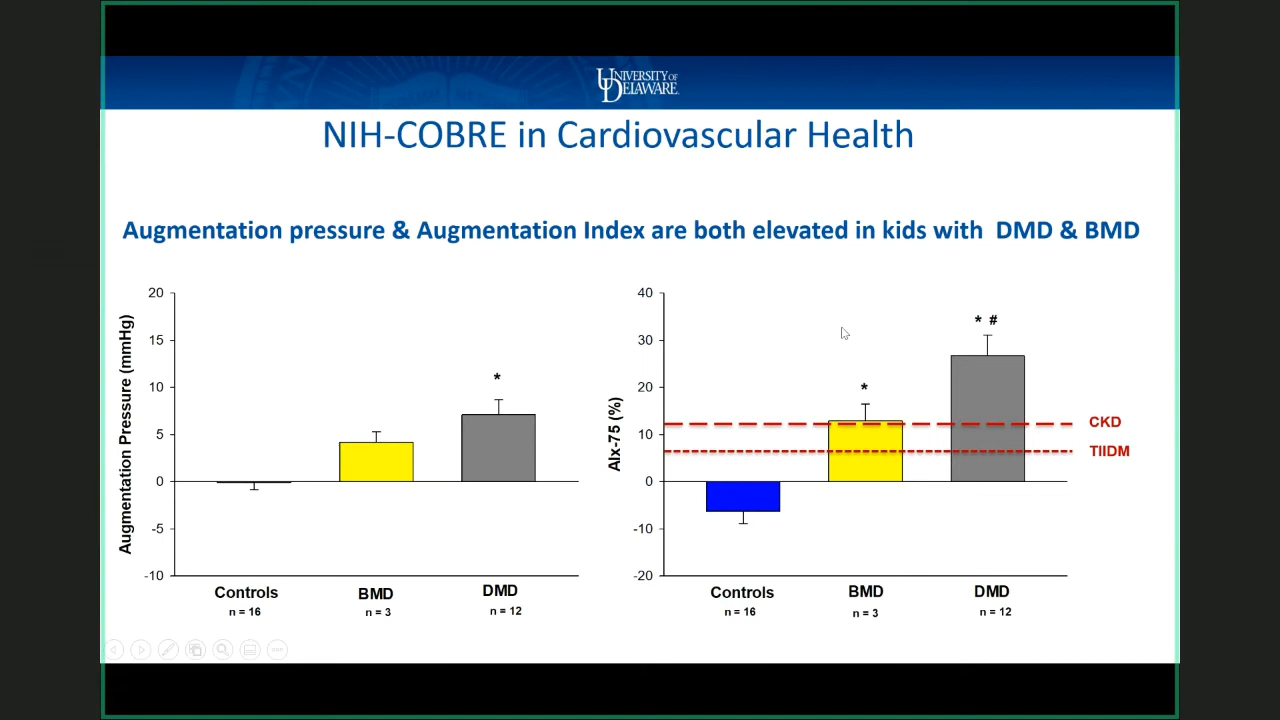 UNIVERSITY OF
DELAWARE.
NIH-COBRE in Cardiovascular Health
Augmentation pressure & Augmentation Index are both elevated in kids with DMD & BMD
Augmentation Pressure (mmHg)
20
15
10
5
0
-5
-10
*
Controls
BMD
DMD
n = 16
n = 3
n = 12
AIx-75 (%)
40
30
20
10
0
-10
-20
*
* #
CKD
TIIDM
Controls
BMD
DMD
n = 16
n = 3
n = 12